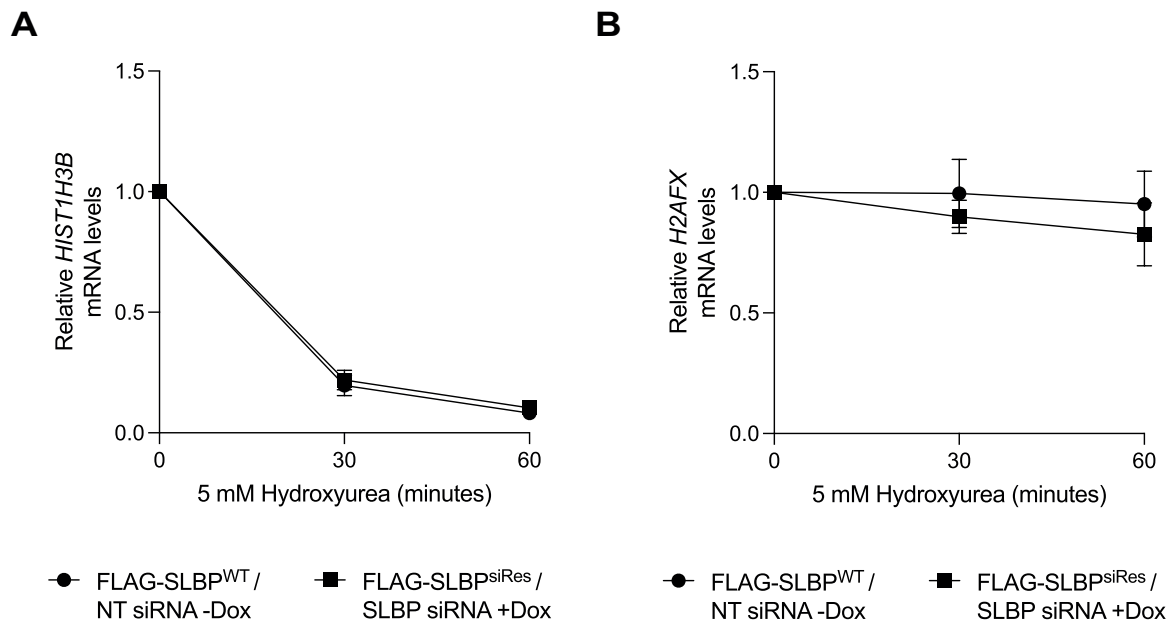 A
Relative HIST1H3B
mRNA levels
1.5
1.0
0.5
0.0
0
30
60
5 mM Hydroxyurea (minutes)
FLAG-SLBPWT /
NT siRNA -Dox
FLAG-SLBPsiRes /
SLBP siRNA +Dox
B
Relative H2AFX
mRNA levels
1.5
1.0
0.5
0.0
0
30
60
5 mM Hydroxyurea (minutes)
FLAG-SLBPWT /
NT siRNA -Dox
FLAG-SLBPsiRes /
SLBP siRNA +Dox